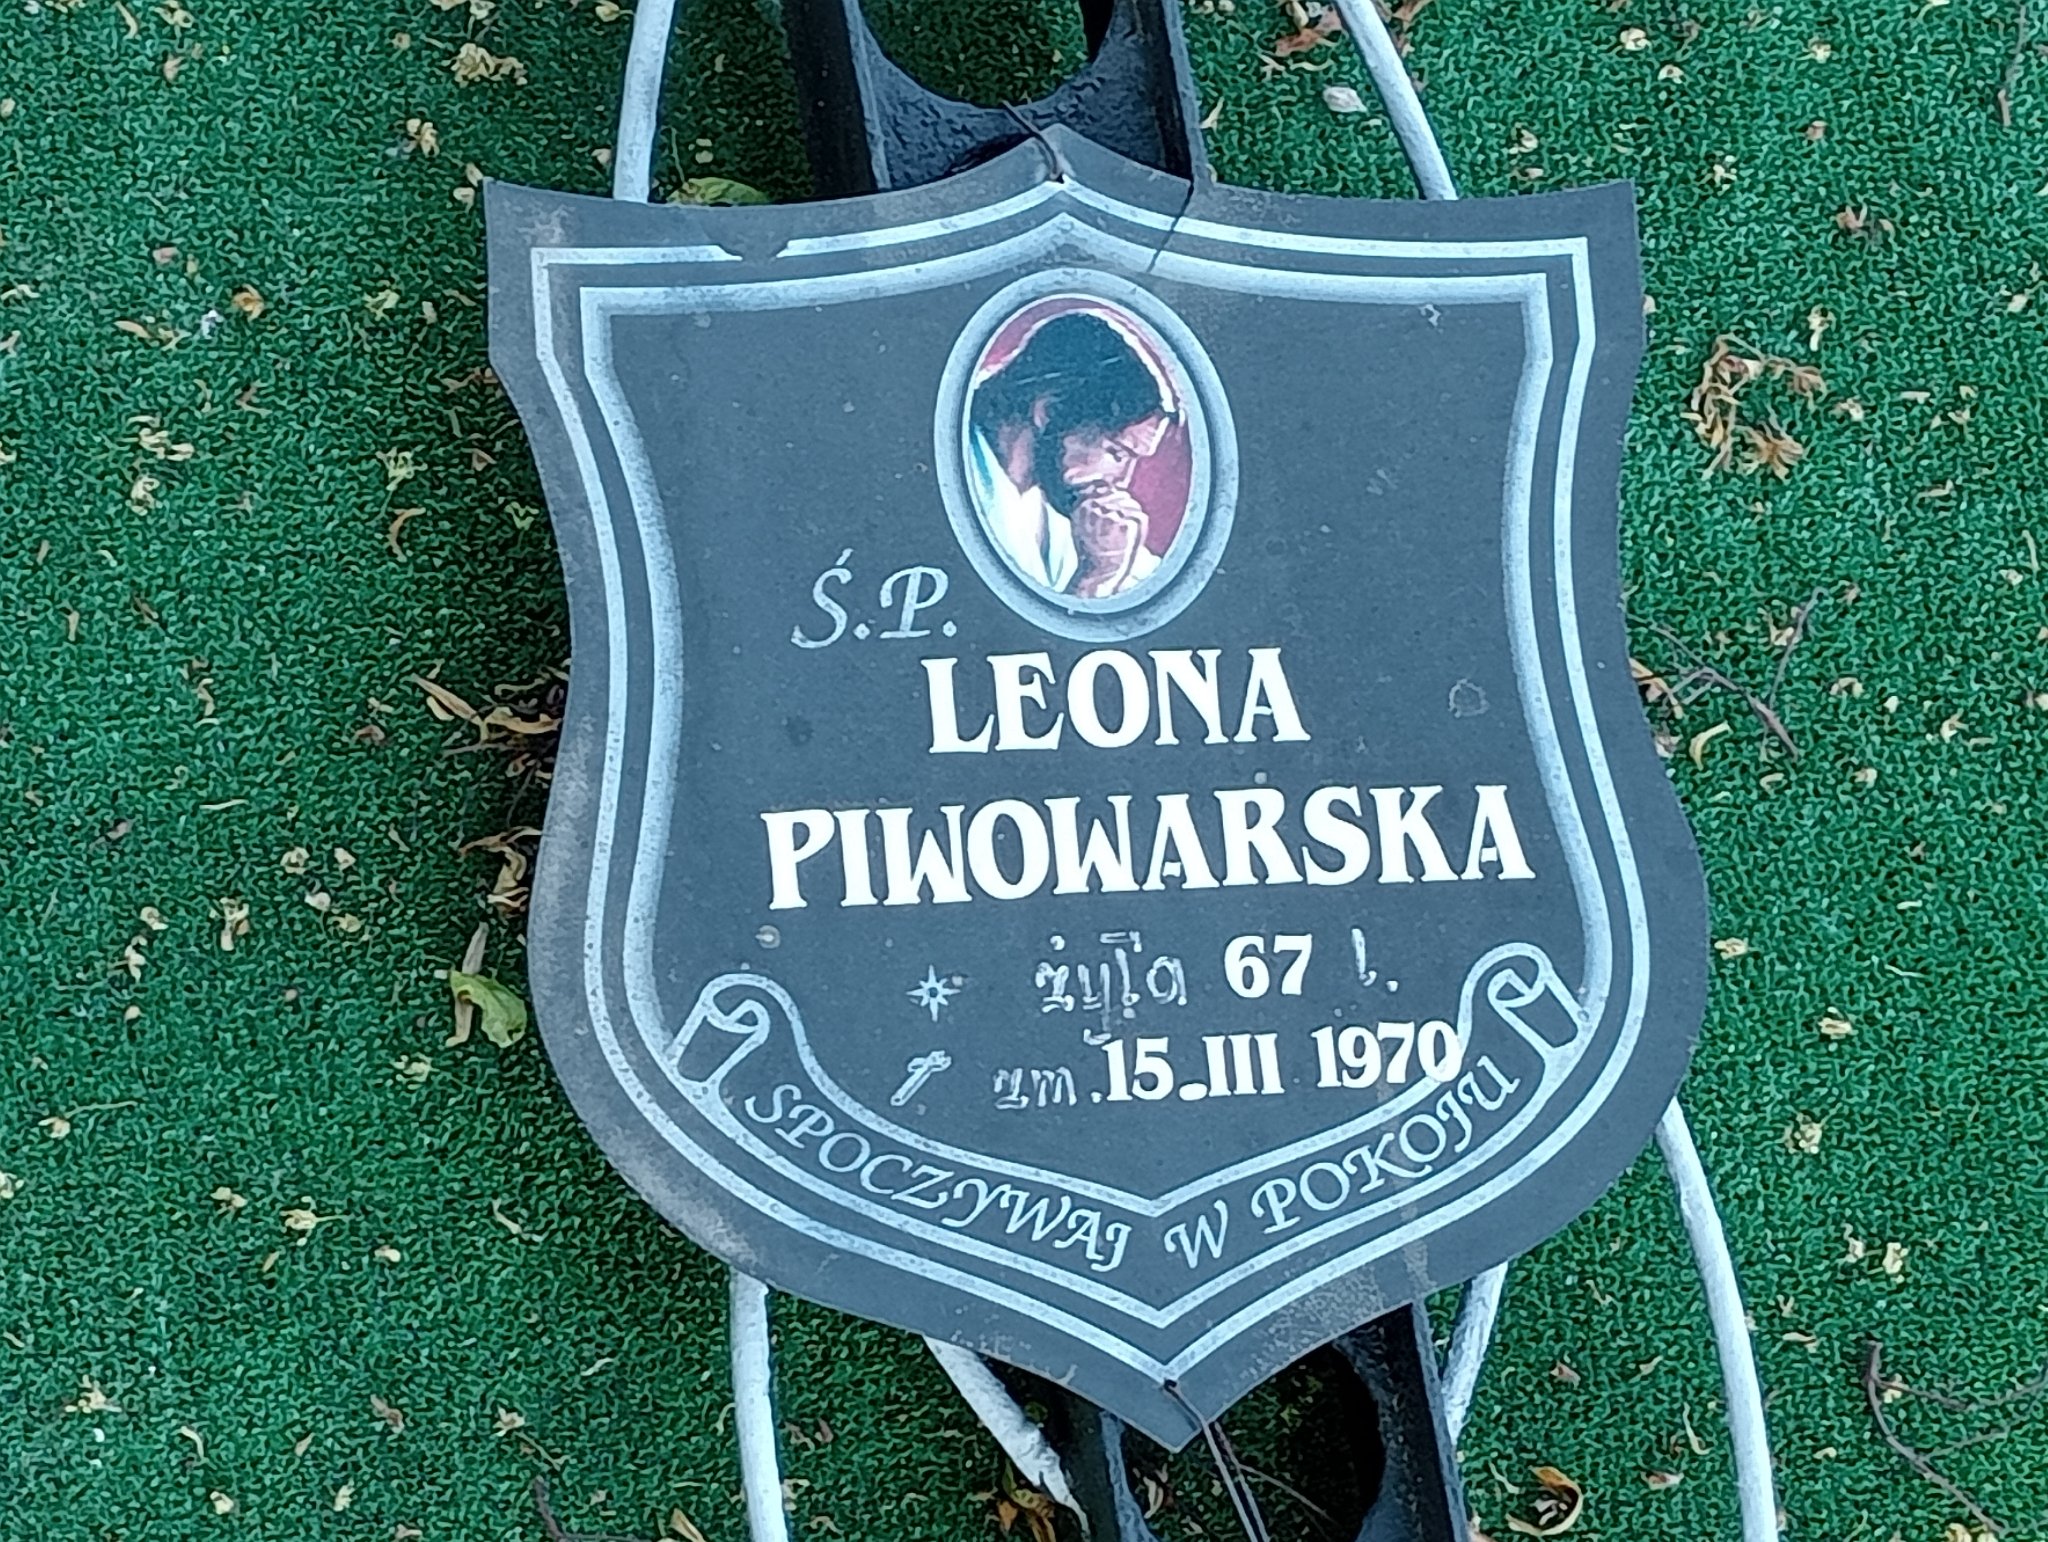 Ś.P.
LEONA
PIWOWARSKA
żyła 67 l.
zm. 15.III 1970
SPOCZYWAJ W POKOJU